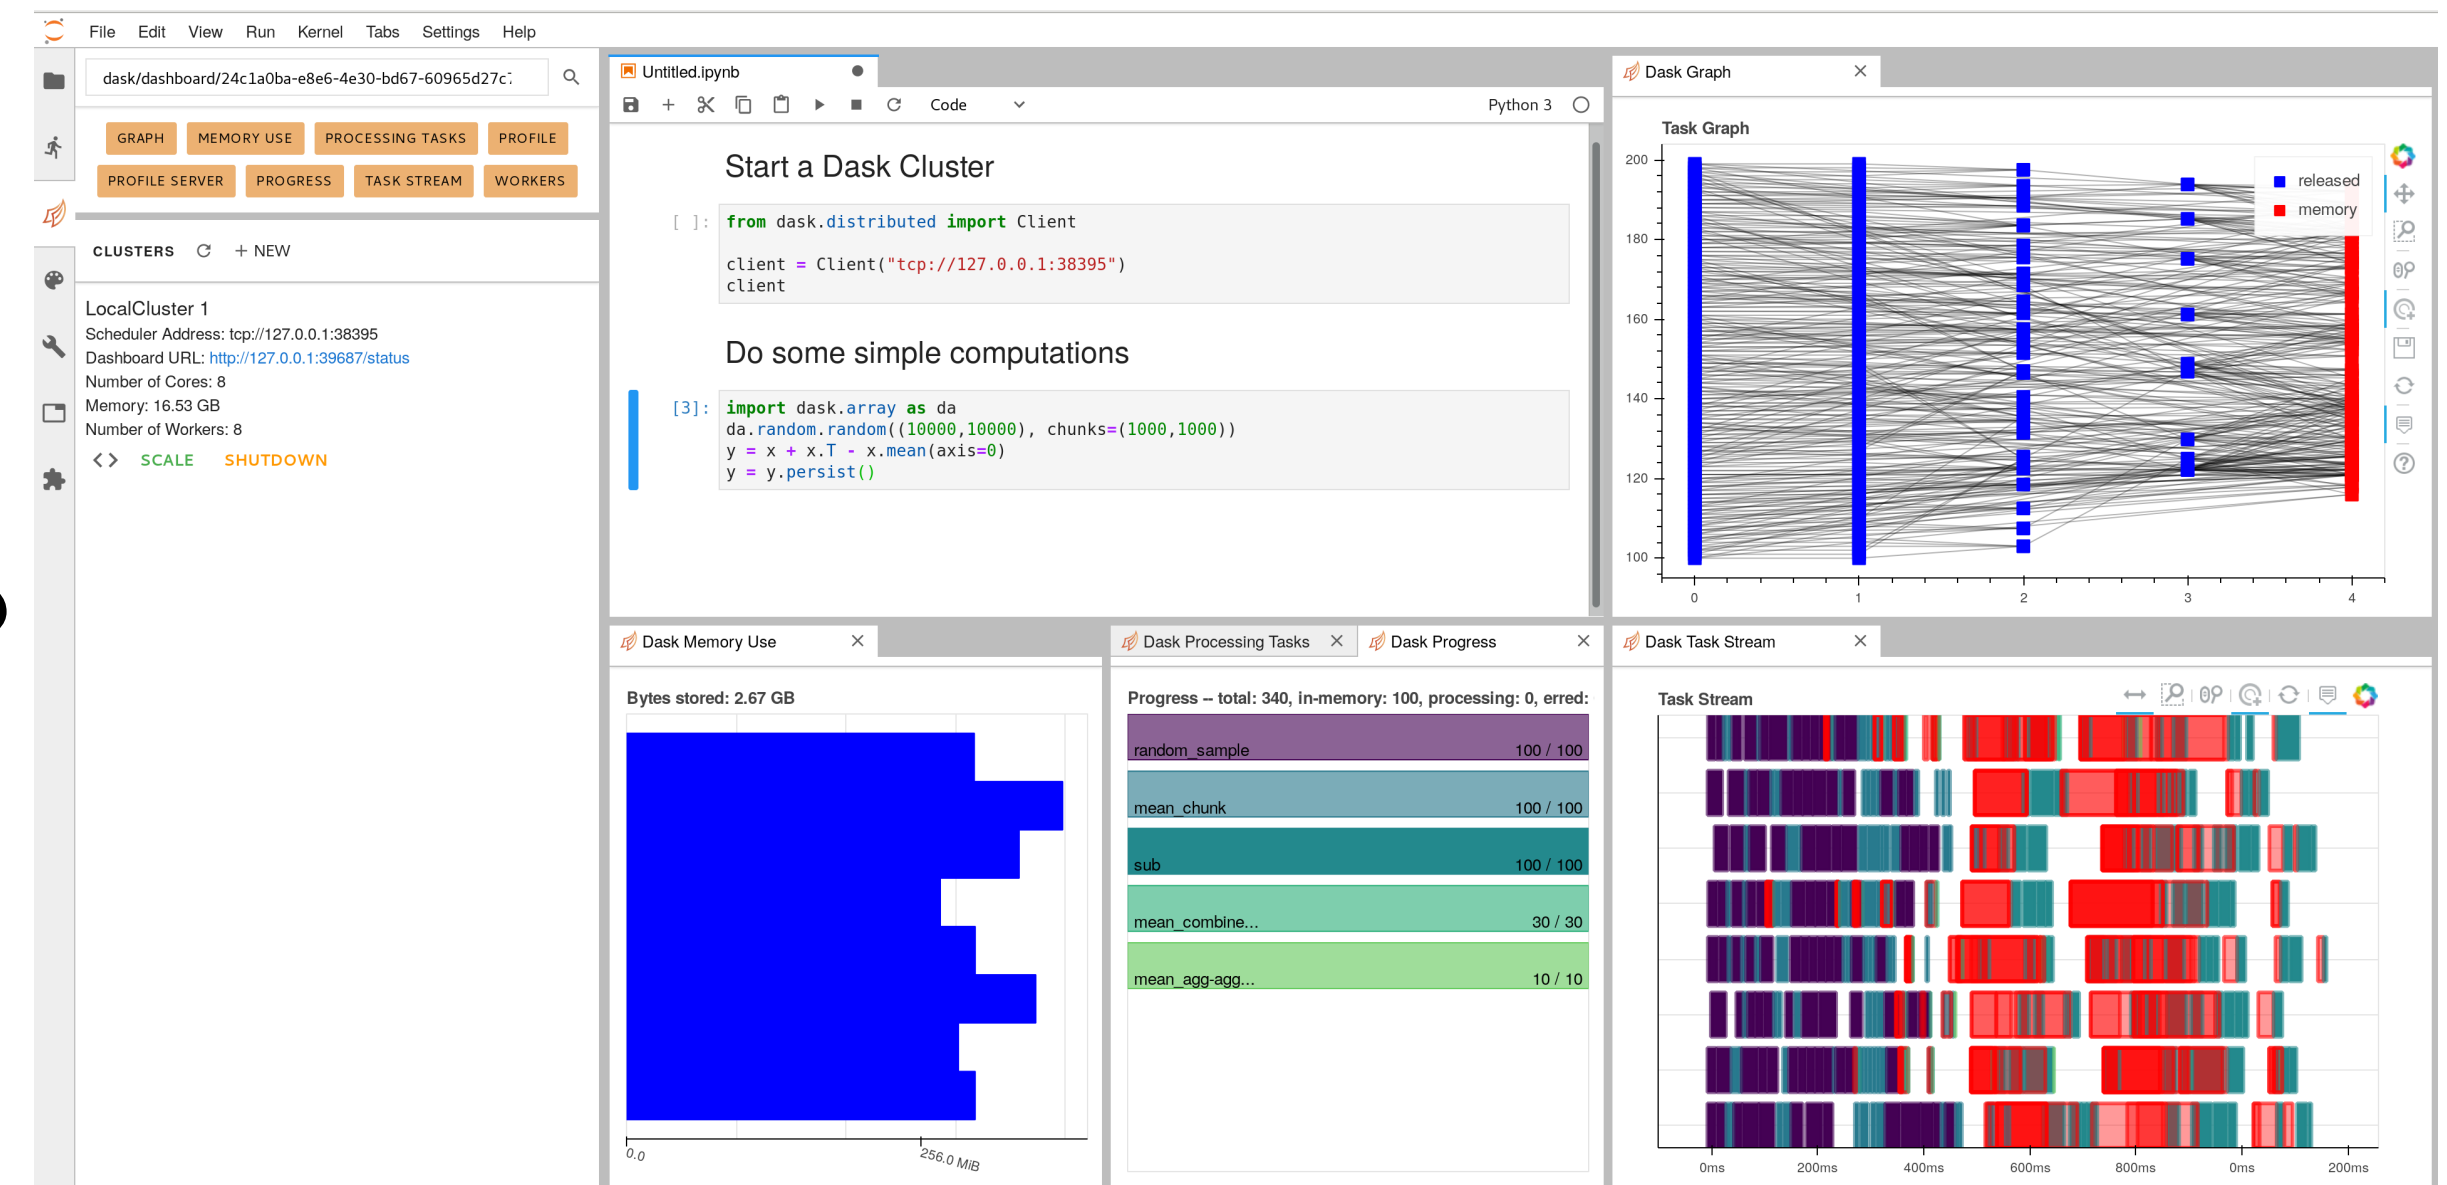 File Edit View Run Kernel Tabs Settings Help
dask/dashboard/24c1a0ba-e8e6-4e30-bd67-60965d27c7
GRAPH MEMORY USE PROCESSING TASKS PROFILE
PROFILE SERVER PROGRESS TASK STREAM WORKERS
CLUSTERS + NEW
LocalCluster 1
Scheduler Address: tcp://127.0.0.1:38395
Dashboard URL: http://127.0.0.1:39687/status
Number of Cores: 8
Memory: 16.53 GB
Number of Workers: 8
<> SCALE SHUTDOWN
Untitled.ipynb
Code Python 3
Start a Dask Cluster
[ ]: from dask.distributed import Client
client = Client("tcp://127.0.0.1:38395")
client
Do some simple computations
[3]: import dask.array as da
da.random.random((10000,10000), chunks=(1000,1000))
y = x + x.T - x.mean(axis=0)
y = y.persist()
Dask Graph
Task Graph
released
memory
200
180
160
140
120
100
0 1 2 3 4
Dask Memory Use
Bytes stored: 2.67 GB
0.0 256.0 MiB
Dask Processing Tasks Dask Progress
Progress -- total: 340, in-memory: 100, processing: 0, erred:
random_sample 100 / 100
mean_chunk 100 / 100
sub 100 / 100
mean_combine... 30 / 30
mean_agg-agg... 10 / 10
Dask Task Stream
Task Stream
0ms 200ms 400ms 600ms 800ms 0ms 200ms